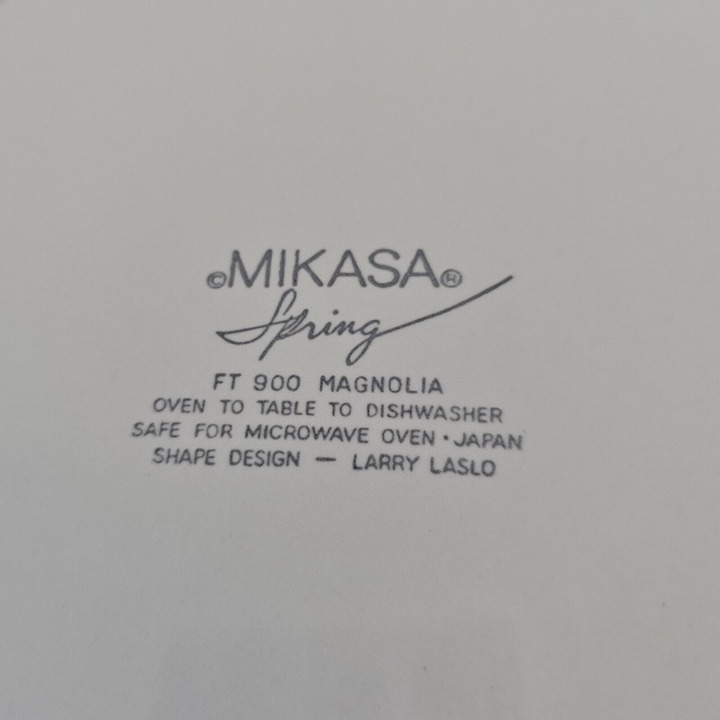 ©MIKASA®
Spring
FT 900 MAGNOLIA
OVEN TO TABLE TO DISHWASHER
SAFE FOR MICROWAVE OVEN · JAPAN
SHAPE DESIGN — LARRY LASLO